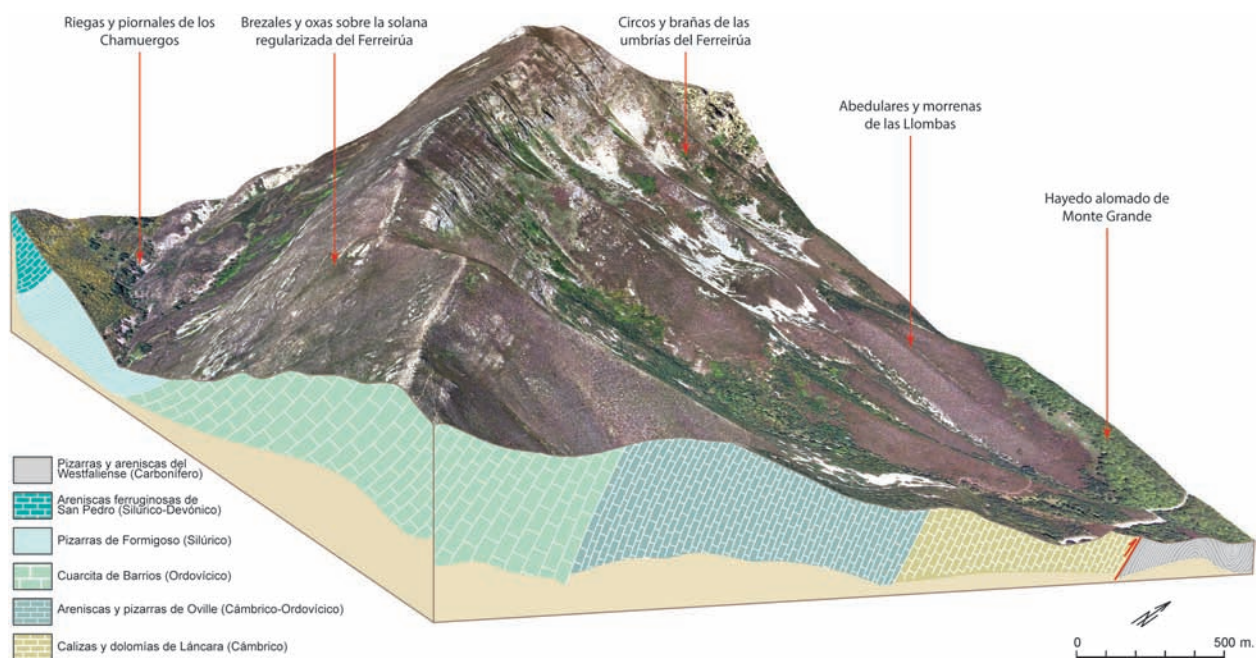 Riegas y piornales de los
Chamuergos
Brezales y oxas sobre la solana
regularizada del Ferreirúa
Circos y brañas de las
umbrías del Ferreirúa
Abedulares y morrenas
de las Llombas
Hayedo alomado de
Monte Grande
Pizarras y areniscas del
Westfaliense (Carbonífero)
Areniscas ferruginosas de
San Pedro (Silúrico-Devónico)
Pizarras de Formigoso (Silúrico)
Cuarcita de Barrios (Ordovícico)
Areniscas y pizarras de Oville (Cámbrico-Ordovícico)
Calizas y dolomías de Láncara (Cámbrico)
N
0 500 m.